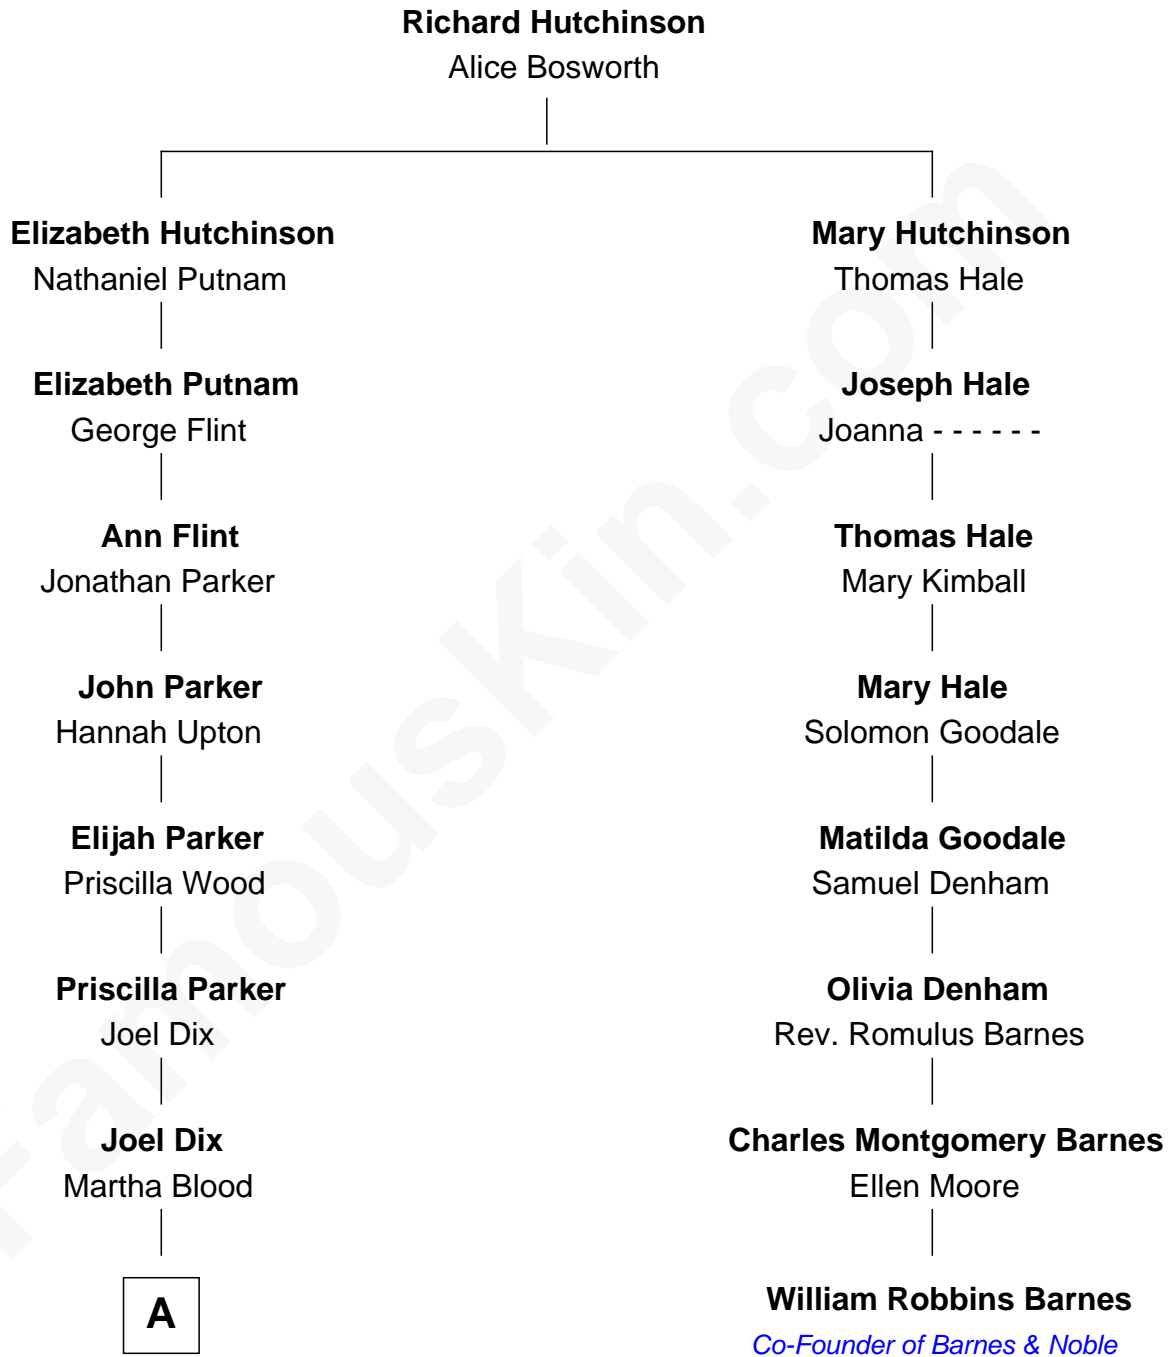 Richard Hutchinson
Alice Bosworth
Elizabeth Hutchinson
Nathaniel Putnam
Mary Hutchinson
Thomas Hale
Elizabeth Putnam
George Flint
Joseph Hale
Joanna - - - - - -
Ann Flint
Jonathan Parker
Thomas Hale
Mary Kimball
John Parker
Hannah Upton
Mary Hale
Solomon Goodale
Elijah Parker
Priscilla Wood
Matilda Goodale
Samuel Denham
Priscilla Parker
Joel Dix
Olivia Denham
Rev. Romulus Barnes
Joel Dix
Martha Blood
Charles Montgomery Barnes
Ellen Moore
A
William Robbins Barnes
Co-Founder of Barnes & Noble
FamousKin.com